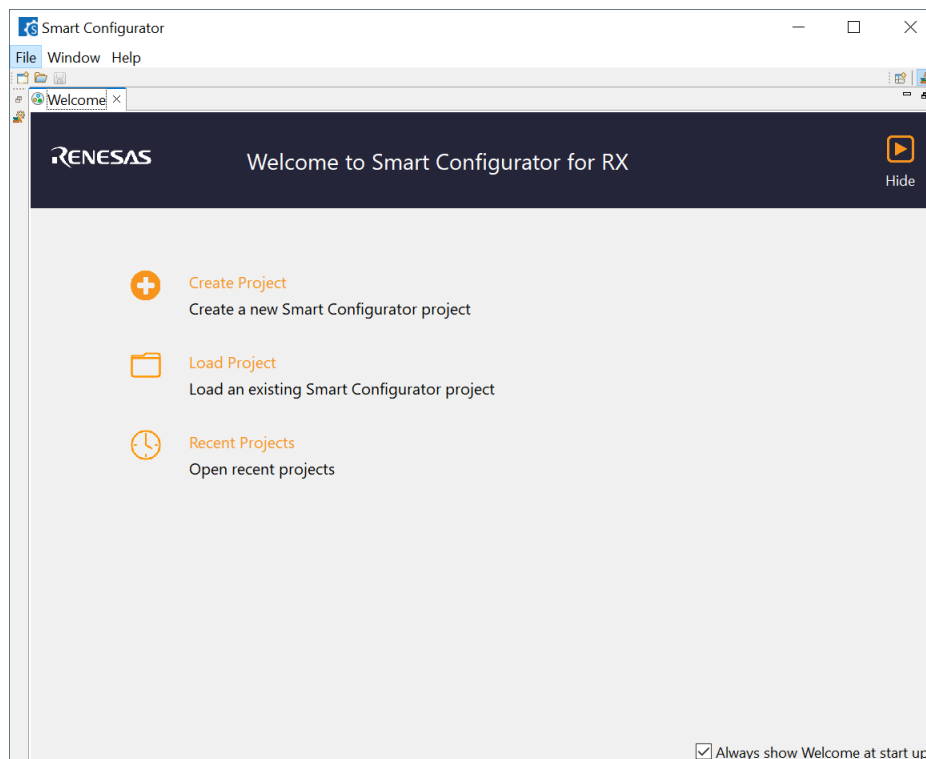 Smart Configurator
File Window Help
Welcome
RENESAS
Welcome to Smart Configurator for RX
Hide
Create Project
Create a new Smart Configurator project
Load Project
Load an existing Smart Configurator project
Recent Projects
Open recent projects
Always show Welcome at start up